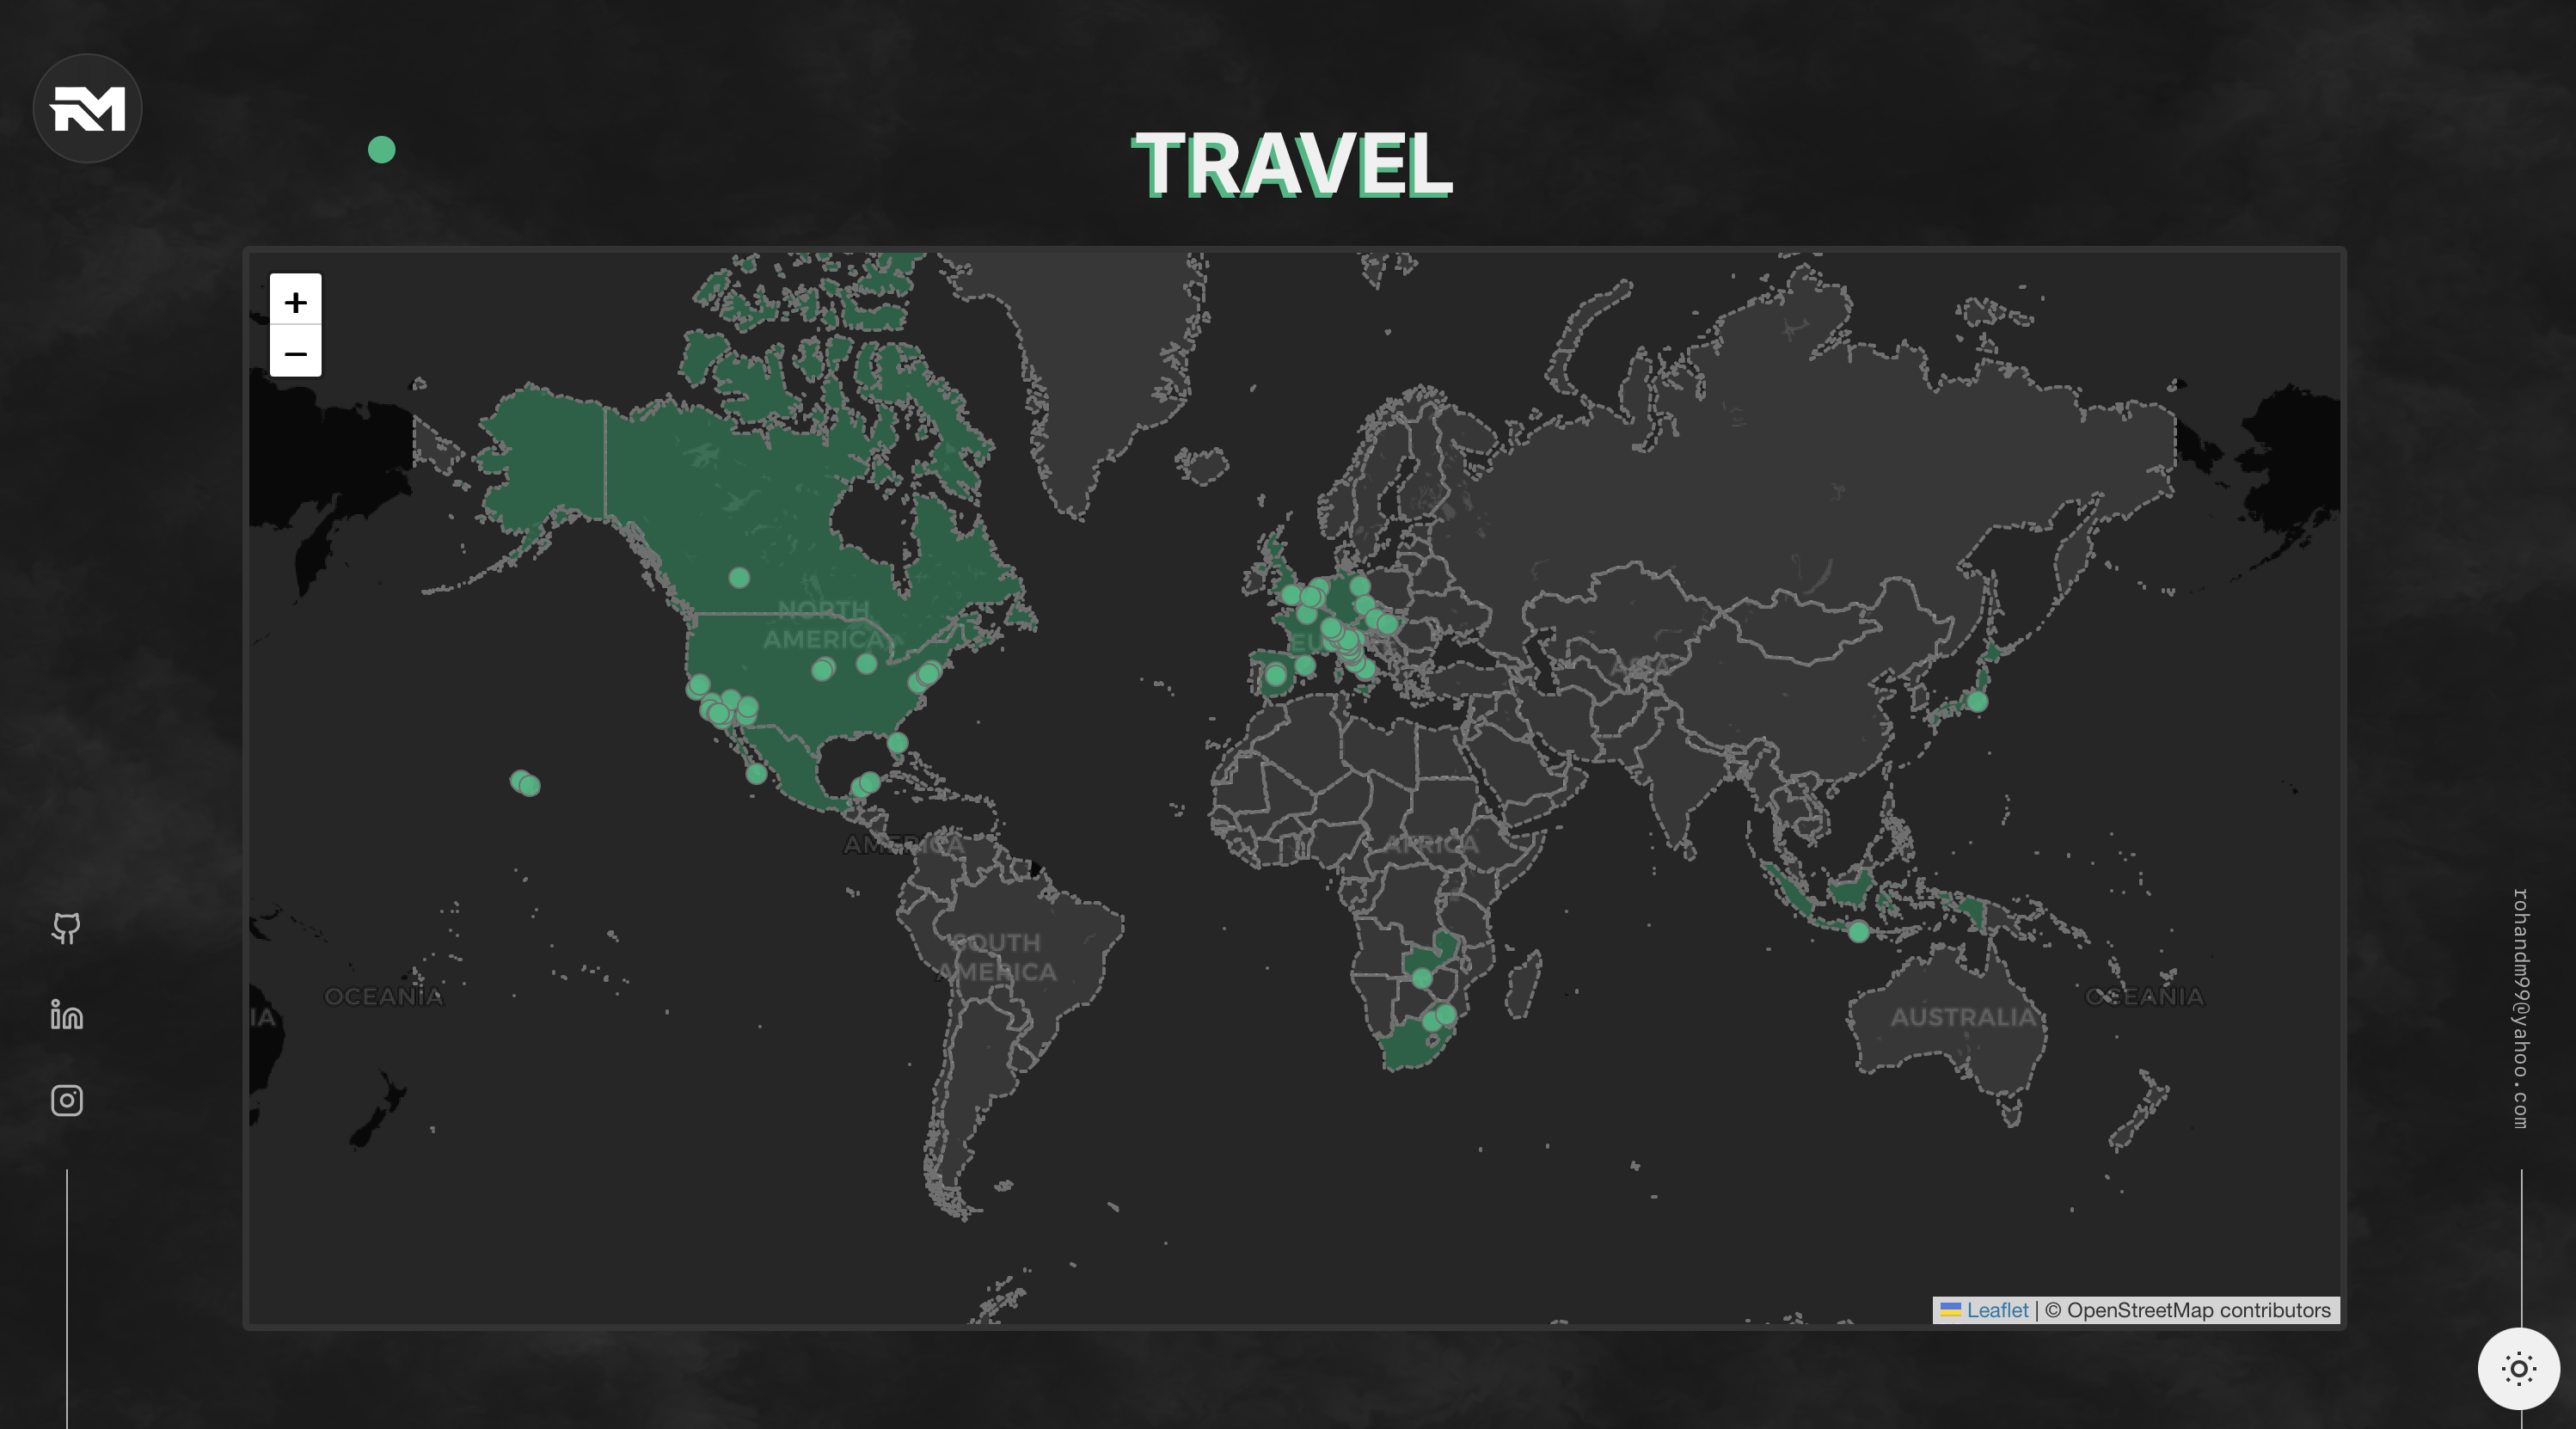 RM
TRAVEL
+
−
NORTH
AMERICA
EU
ASIA
AMERICA
AFRICA
SOUTH
AMERICA
OCEANIA
OCEANIA
IA
AUSTRALIA
rohandm99@yahoo.com
Leaflet | © OpenStreetMap contributors